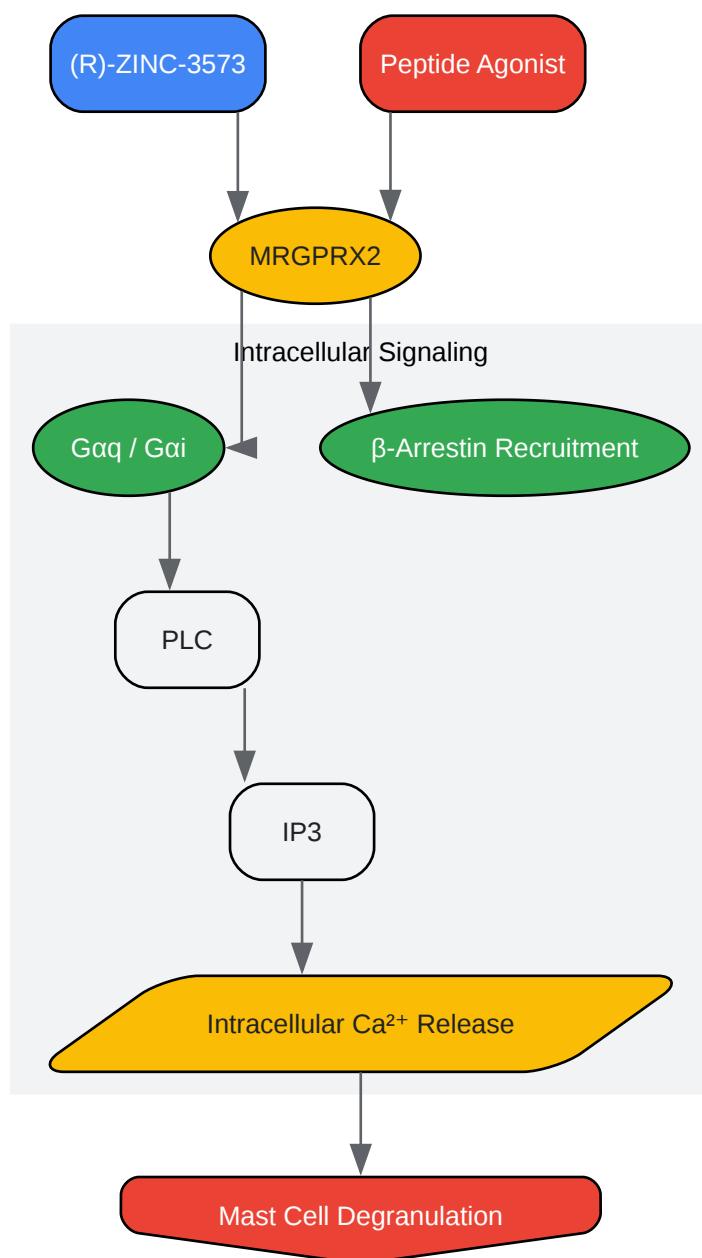 (R)-ZINC-3573
Peptide Agonist
MRGPRX2
Intracellular Signaling
Gαq / Gαi
β-Arrestin Recruitment
PLC
IP3
Intracellular Ca²⁺ Release
Mast Cell Degranulation